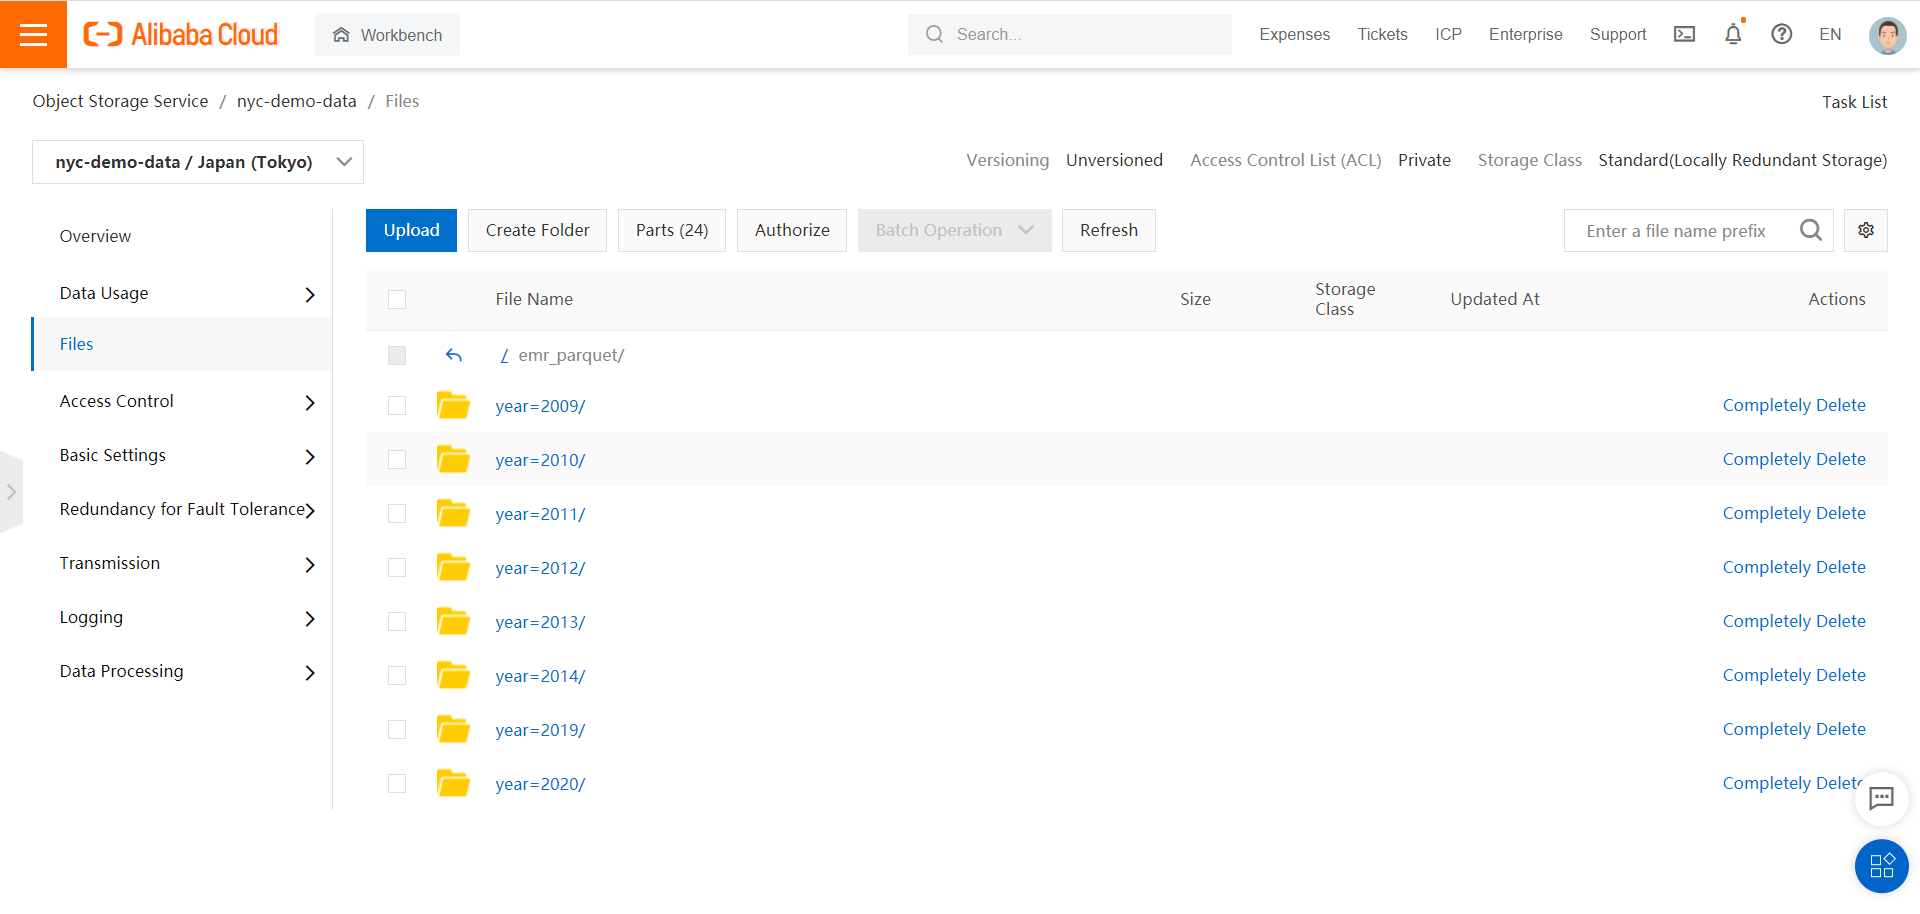 Alibaba Cloud Workbench Search... Expenses Tickets ICP Enterprise Support EN
Object Storage Service / nyc-demo-data / Files Task List
nyc-demo-data / Japan (Tokyo) Versioning Unversioned Access Control List (ACL) Private Storage Class Standard(Locally Redundant Storage)
Overview
Data Usage
Files
Access Control
Basic Settings
Redundancy for Fault Tolerance
Transmission
Logging
Data Processing
Upload Create Folder Parts (24) Authorize Batch Operation Refresh Enter a file name prefix
File Name Size Storage Class Updated At Actions
/ emr_parquet/
year=2009/ Completely Delete
year=2010/ Completely Delete
year=2011/ Completely Delete
year=2012/ Completely Delete
year=2013/ Completely Delete
year=2014/ Completely Delete
year=2019/ Completely Delete
year=2020/ Completely Delete